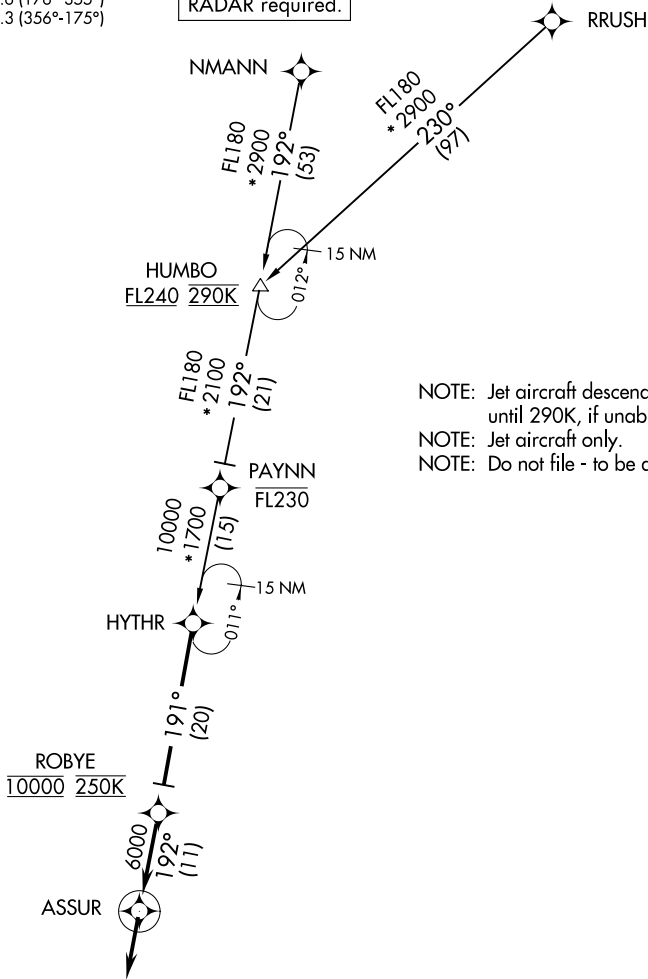 .3 (356°-175°)
RADAR required.
RRUSH
NMANN
FL180
*2900
230°
(97)
FL180
*2900
192°
(53)
15 NM
012°
HUMBO
FL240 290K
FL180
*2100
192°
(21)
NOTE: Jet aircraft descend
until 290K, if unab
NOTE: Jet aircraft only.
NOTE: Do not file - to be a
PAYNN
FL230
10000
*1700
(15)
15 NM
011°
HYTHR
191°
(20)
ROBYE
10000 250K
6000
192°
(11)
ASSUR